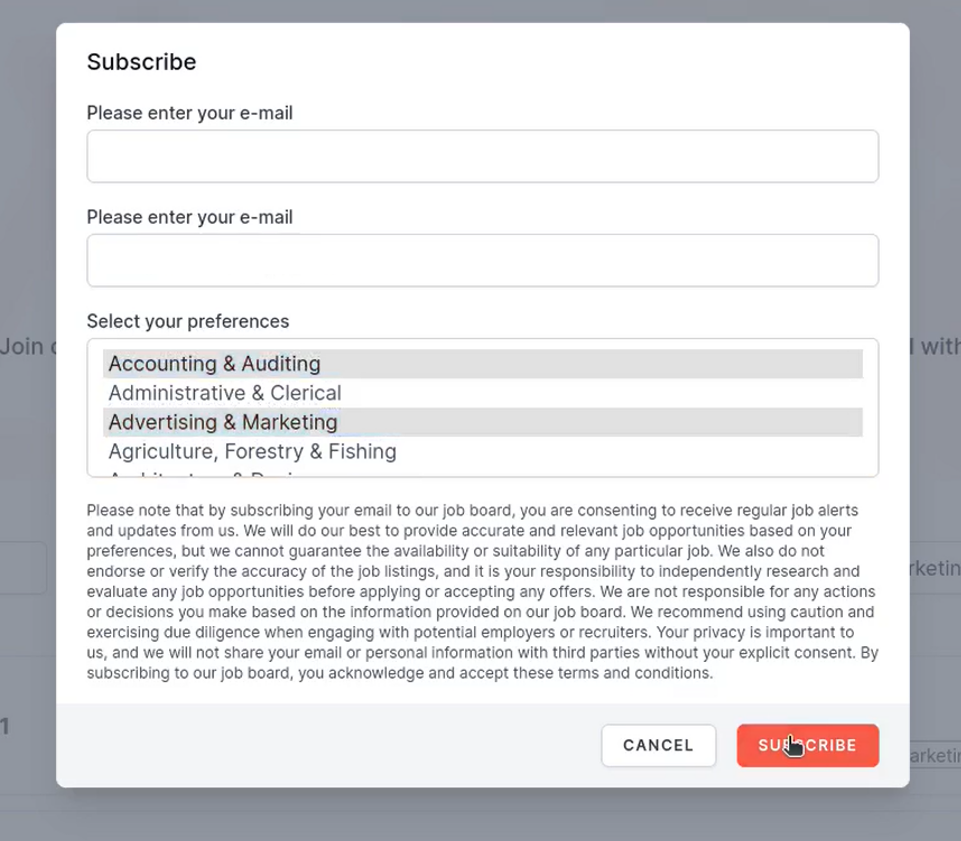 Subscribe
Please enter your e-mail
Please enter your e-mail
Select your preferences
Accounting & Auditing
Administrative & Clerical
Advertising & Marketing
Agriculture, Forestry & Fishing
Please note that by subscribing your email to our job board, you are consenting to receive regular job alerts
and updates from us. We will do our best to provide accurate and relevant job opportunities based on your
preferences, but we cannot guarantee the availability or suitability of any particular job. We also do not
endorse or verify the accuracy of the job listings, and it is your responsibility to independently research and
evaluate any job opportunities before applying or accepting any offers. We are not responsible for any actions
or decisions you make based on the information provided on our job board. We recommend using caution and
exercising due diligence when engaging with potential employers or recruiters. Your privacy is important to
us, and we will not share your email or personal information with third parties without your explicit consent. By
subscribing to our job board, you acknowledge and accept these terms and conditions.
CANCEL
SUBSCRIBE
Join
with
1